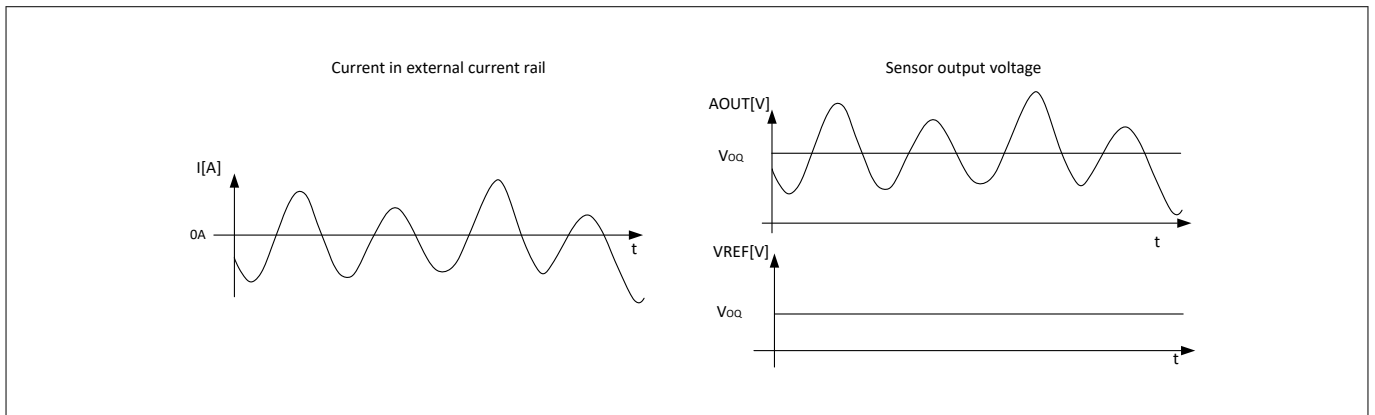 Current in external current rail
I[A]
0A
t
Sensor output voltage
AOUT[V]
VOQ
t
VREF[V]
VOQ
t